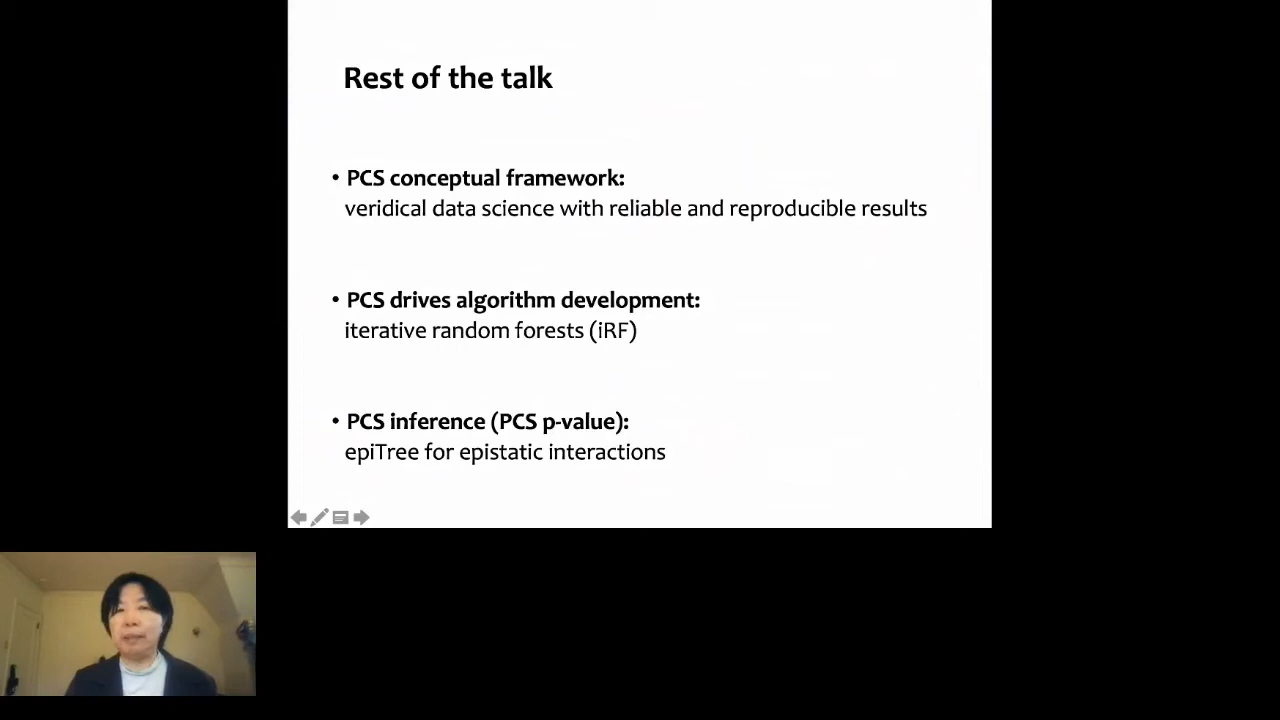 Rest of the talk
• PCS conceptual framework:
veridical data science with reliable and reproducible results
• PCS drives algorithm development:
iterative random forests (iRF)
• PCS inference (PCS p-value):
epiTree for epistatic interactions